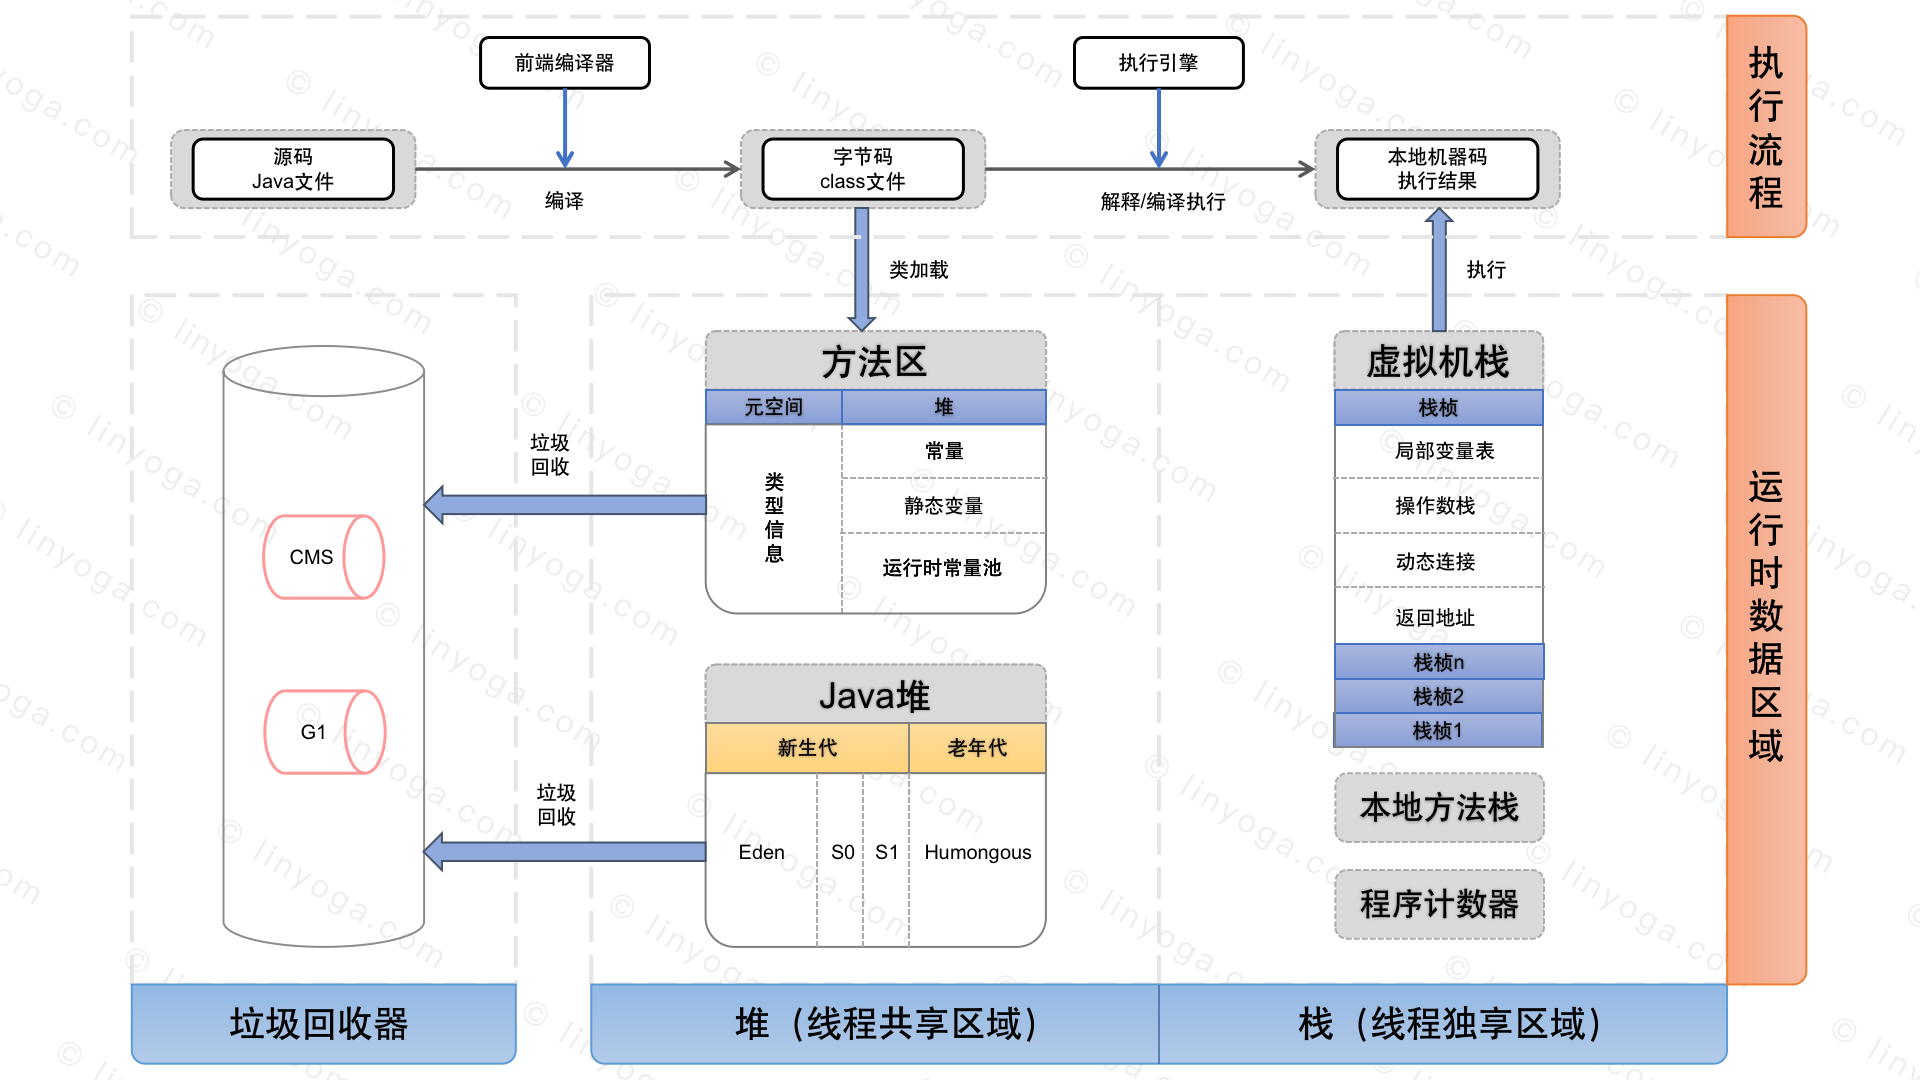 前端编译器
执行引擎
源码
Java文件
编译
字节码
class文件
解释/编译执行
本地机器码
执行结果
执行流程
类加载
执行
垃圾
回收
CMS
G1
垃圾
回收
方法区
元空间
堆
类型信息
常量
静态变量
运行时常量池
Java堆
新生代
老年代
Eden
S0
S1
Humongous
虚拟机栈
栈桢
局部变量表
操作数栈
动态连接
返回地址
栈桢n
栈桢2
栈桢1
本地方法栈
程序计数器
运行时数据区域
垃圾回收器
堆（线程共享区域）
栈（线程独享区域）
© linyoga.com